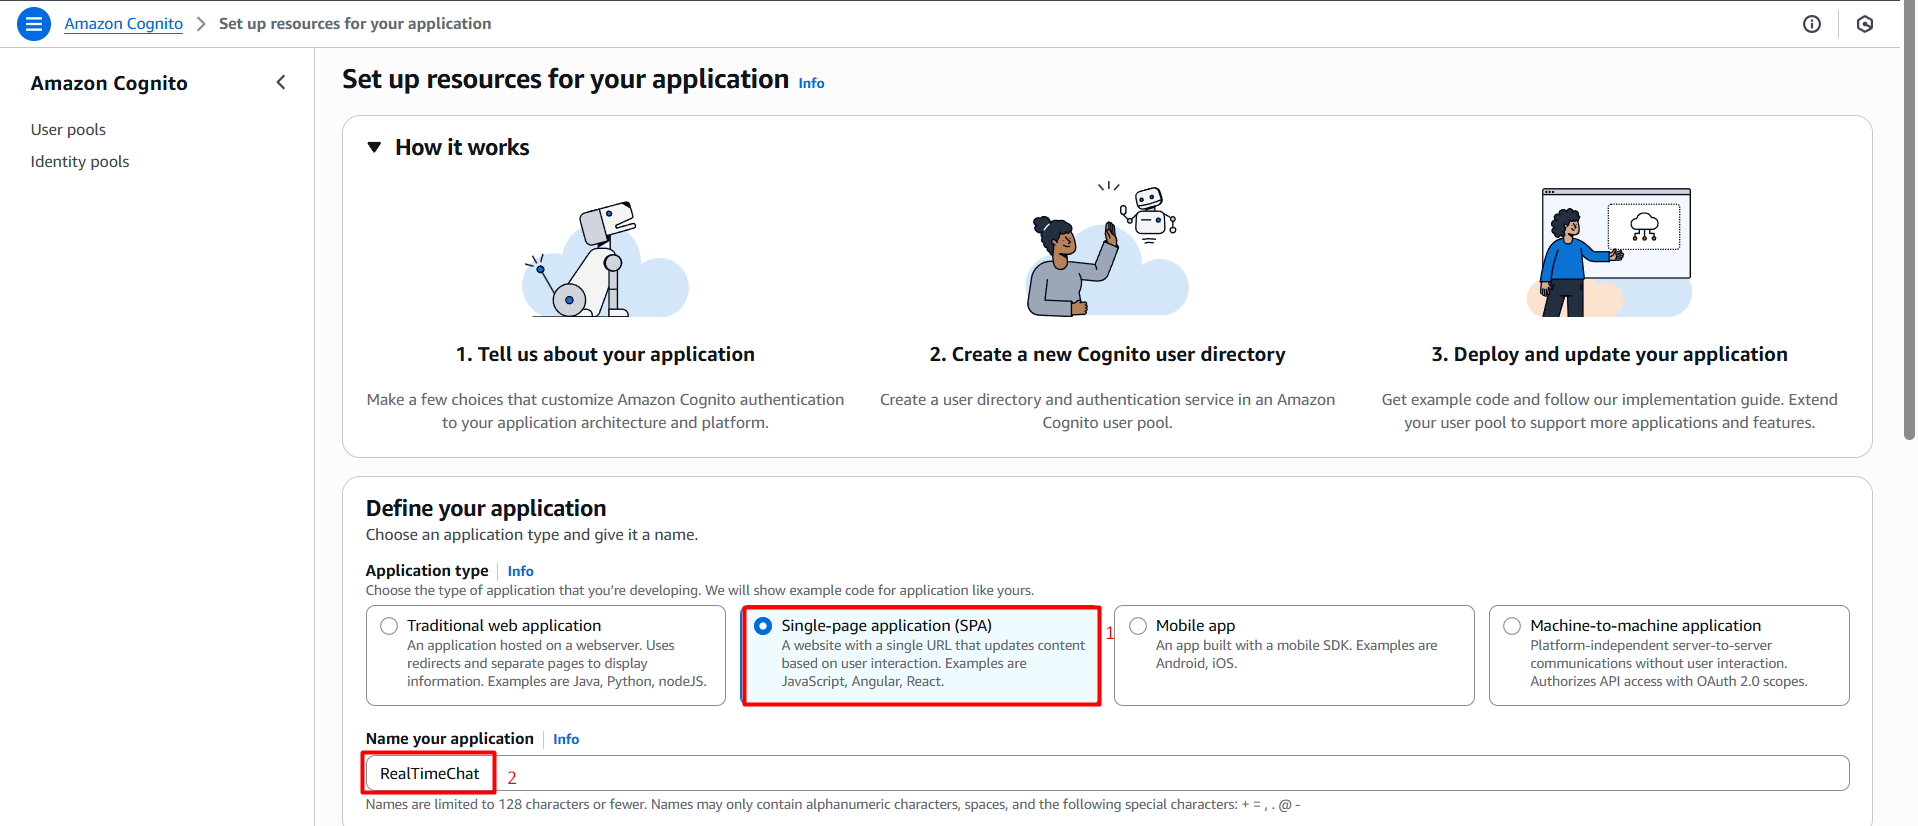 Amazon Cognito > Set up resources for your application
Amazon Cognito
User pools
Identity pools
Set up resources for your application Info
How it works
1. Tell us about your application
Make a few choices that customize Amazon Cognito authentication
to your application architecture and platform.
2. Create a new Cognito user directory
Create a user directory and authentication service in an Amazon
Cognito user pool.
3. Deploy and update your application
Get example code and follow our implementation guide. Extend
your user pool to support more applications and features.
Define your application
Choose an application type and give it a name.
Application type Info
Choose the type of application that you're developing. We will show example code for application like yours.
Traditional web application
An application hosted on a webserver. Uses
redirects and separate pages to display
information. Examples are Java, Python, nodeJS.
Single-page application (SPA)
A website with a single URL that updates content
based on user interaction. Examples are
JavaScript, Angular, React.
1
Mobile app
An app built with a mobile SDK. Examples are
Android, iOS.
Machine-to-machine application
Platform-independent server-to-server
communications without user interaction.
Authorizes API access with OAuth 2.0 scopes.
Name your application Info
RealTimeChat 2
Names are limited to 128 characters or fewer. Names may only contain alphanumeric characters, spaces, and the following special characters: + = , . @ -